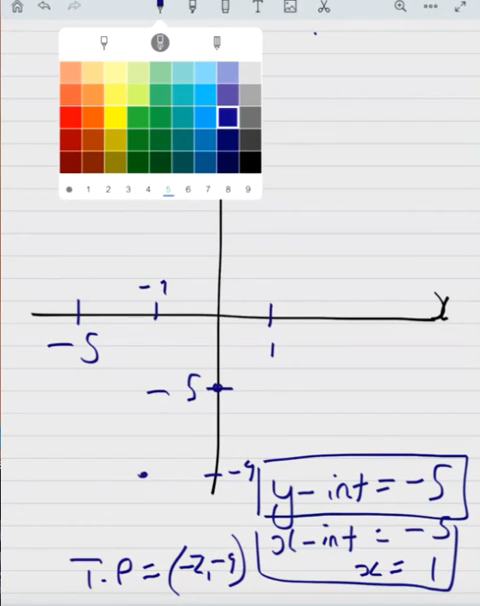 T
1 2 3 4 5 6 7 8 9
-1
x
-5
1
-5
-9
y-int = -5
x-int = -5
x = 1
T.P = (-2,-9)